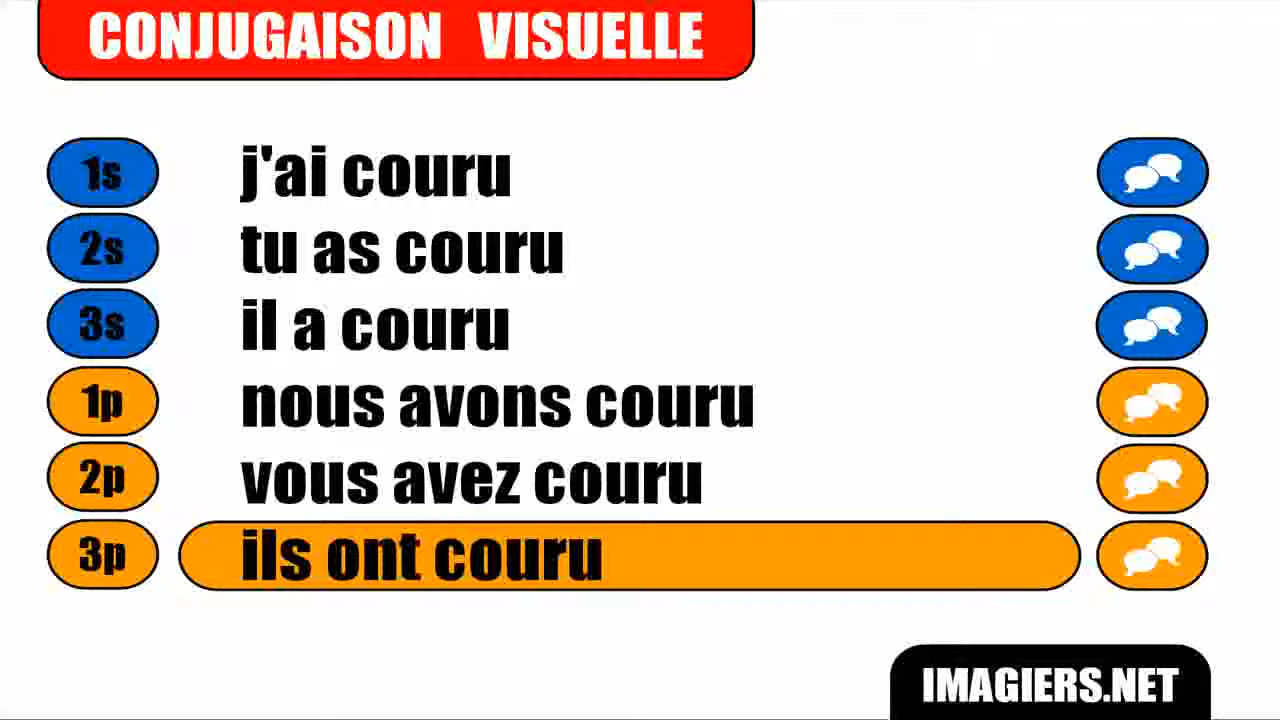 CONJUGAISON VISUELLE
1s j'ai couru
2s tu as couru
3s il a couru
1p nous avons couru
2p vous avez couru
3p ils ont couru
IMAGIERS.NET